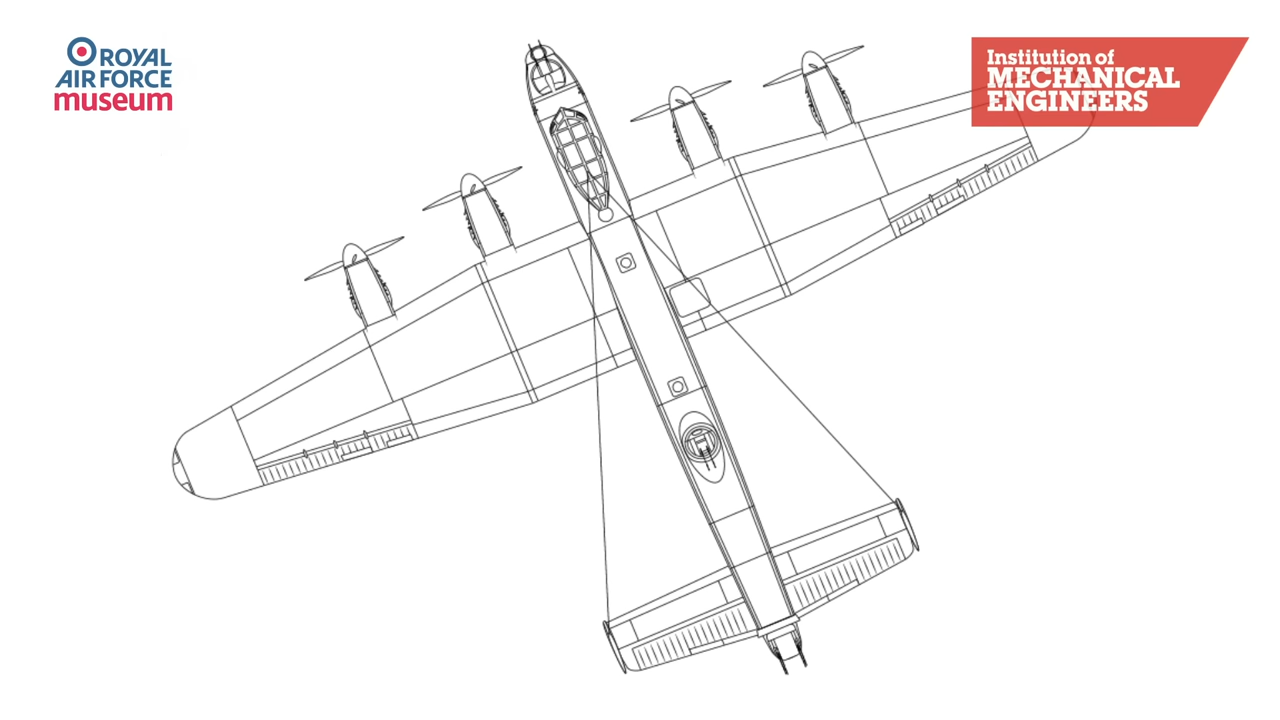 ROYAL
AIR FORCE
museum
Institution of
MECHANICAL
ENGINEERS